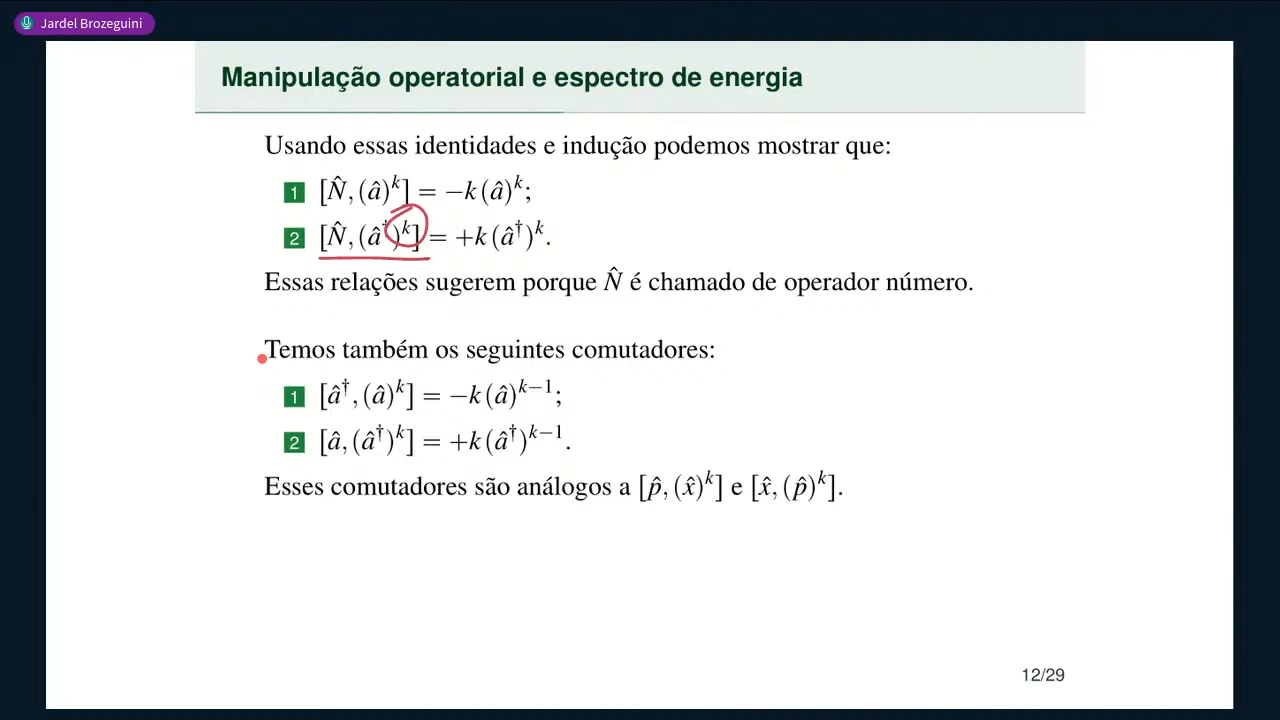 Jardel Brozeguini
Manipulação operatorial e espectro de energia
Usando essas identidades e indução podemos mostrar que:
1 [N̂, (â)ᵏ] = −k (â)ᵏ;
2 [N̂, (â†)ᵏ] = +k (â†)ᵏ.
Essas relações sugerem porque N̂ é chamado de operador número.
Temos também os seguintes comutadores:
1 [â†, (â)ᵏ] = −k (â)ᵏ⁻¹;
2 [â, (â†)ᵏ] = +k (â†)ᵏ⁻¹.
Esses comutadores são análogos a [p̂, (x̂)ᵏ] e [x̂, (p̂)ᵏ].
12/29